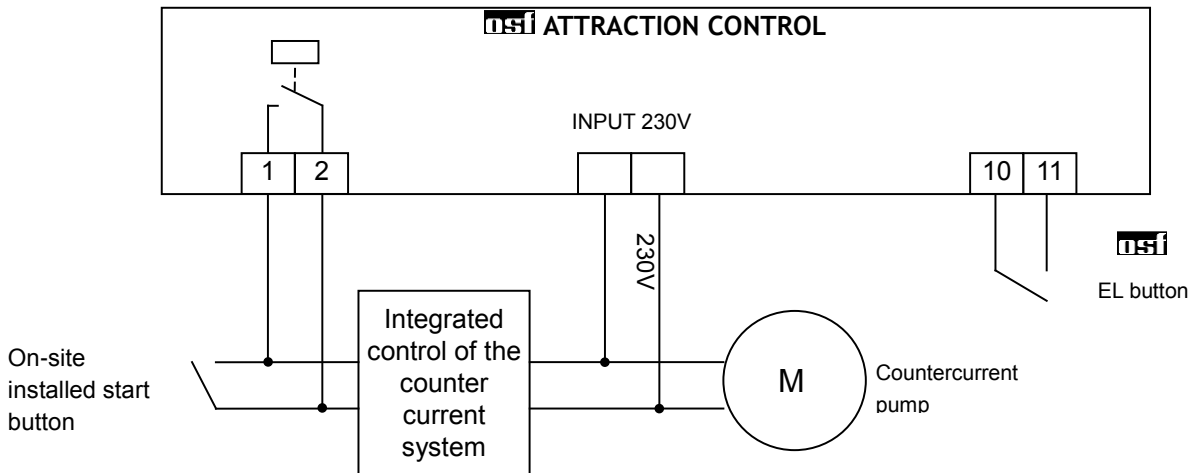 osf ATTRACTION CONTROL
INPUT 230V
1 2
10 11
230V
osf
EL button
On-site
installed start
button
Integrated
control of the
counter
current
system
M
Countercurrent
pump